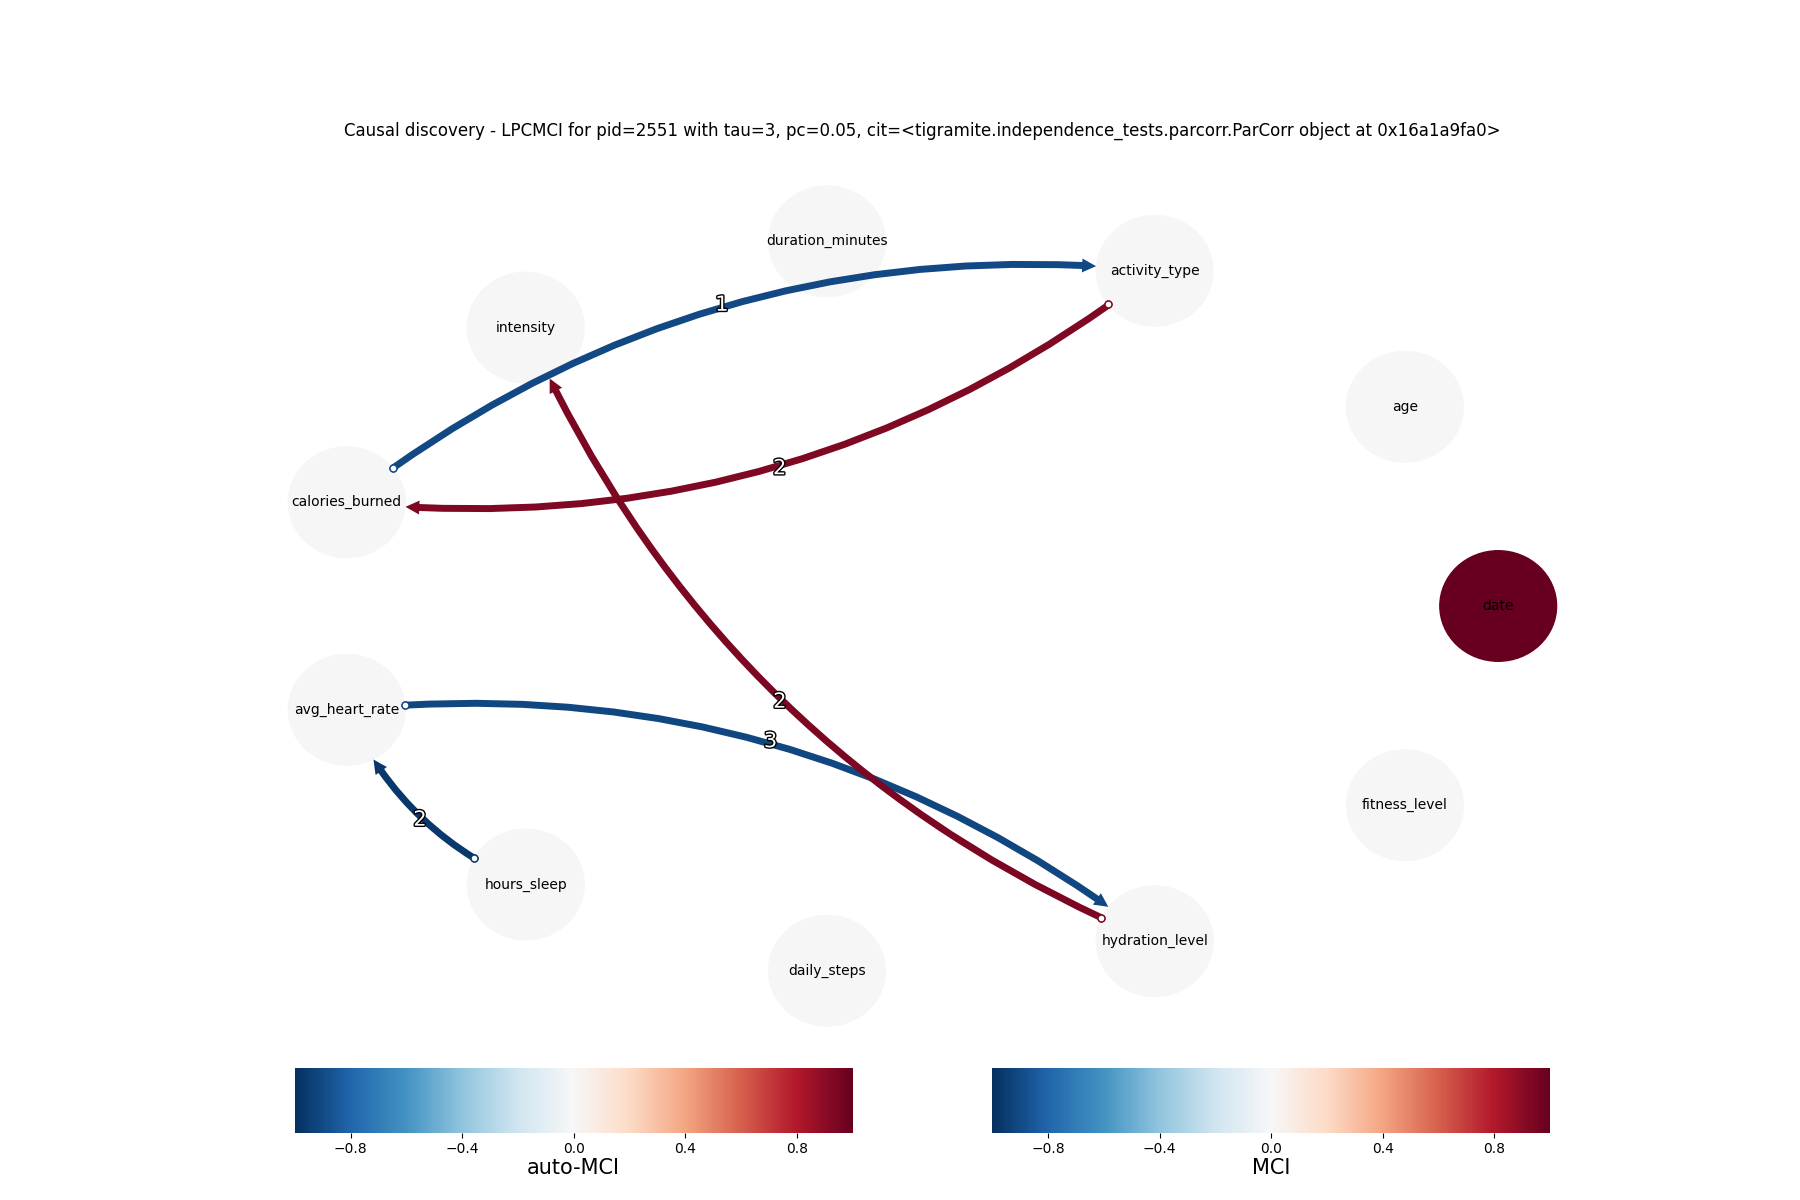 Causal discovery - LPCMCI for pid=2551 with tau=3, pc=0.05, cit=<tigramite.independence_tests.parcorr.ParCorr object at 0x16a1a9fa0>
duration_minutes
activity_type
1
intensity
age
2
calories_burned
date
2
avg_heart_rate
3
fitness_level
2
hours_sleep
hydration_level
daily_steps
−0.8 −0.4 0.0 0.4 0.8
auto-MCI
−0.8 −0.4 0.0 0.4 0.8
MCI